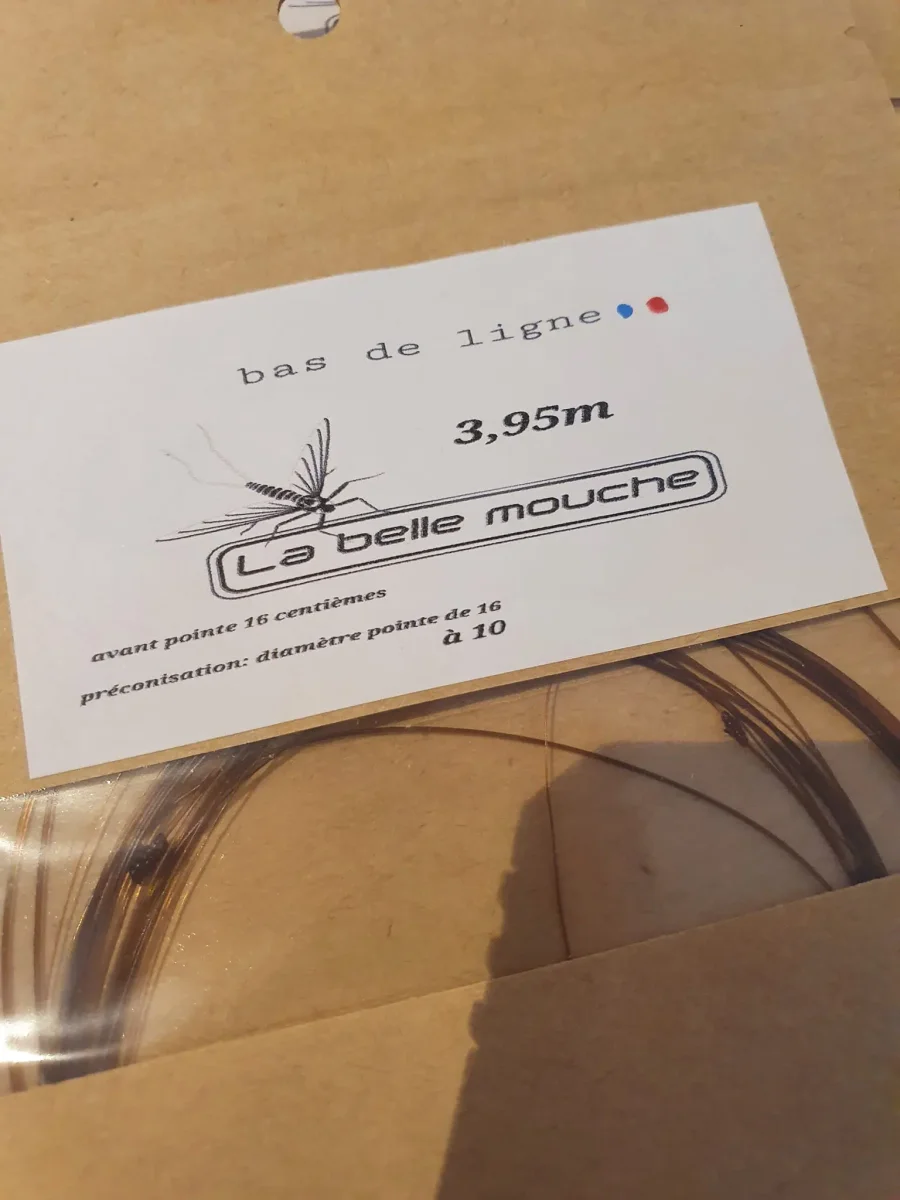 bas de ligne
3,95m
La belle mouche
avant pointe 16 centièmes
préconisation: diamètre pointe de 16
à 10